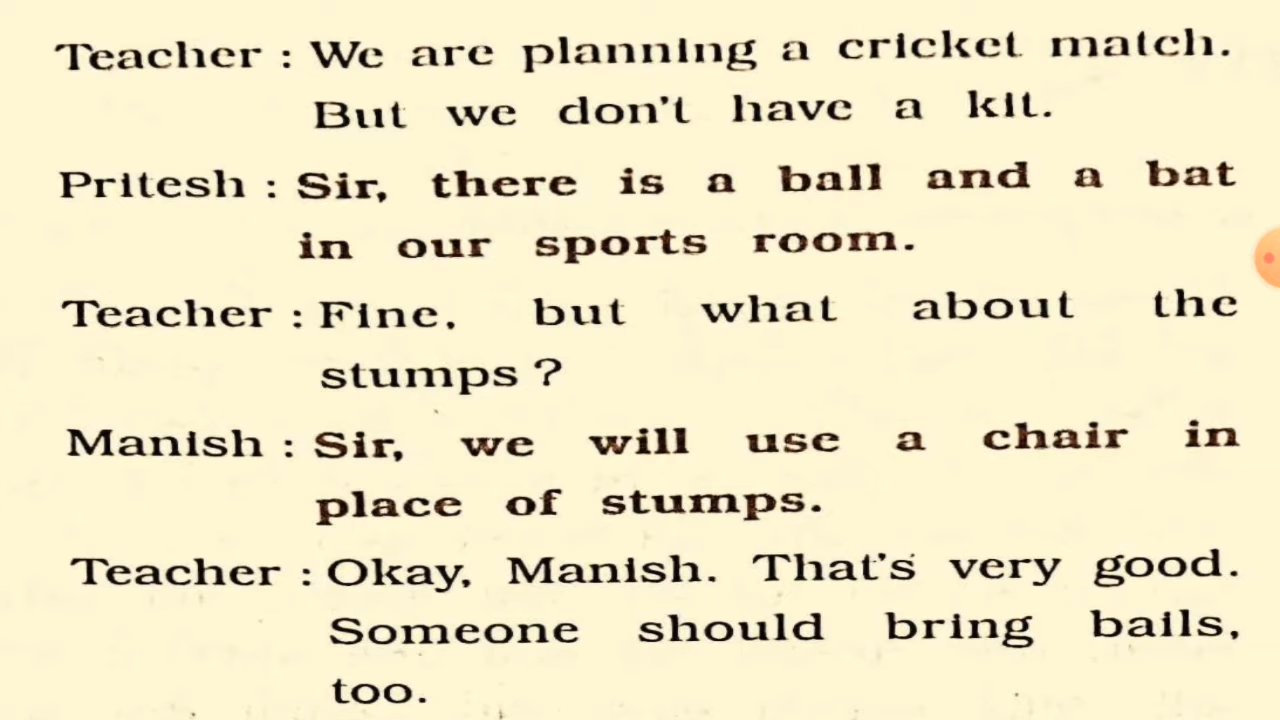 Teacher : We are planning a cricket match.
But we don't have a kit.
Pritesh : Sir, there is a ball and a bat
in our sports room.
Teacher : Fine, but what about the
stumps ?
Manish : Sir, we will use a chair in
place of stumps.
Teacher : Okay, Manish. That's very good.
Someone should bring bails,
too.